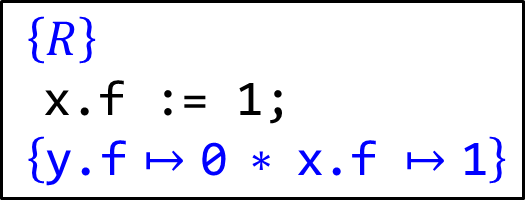 {R}
x.f := 1;
{y.f ↦ 0 * x.f ↦ 1}